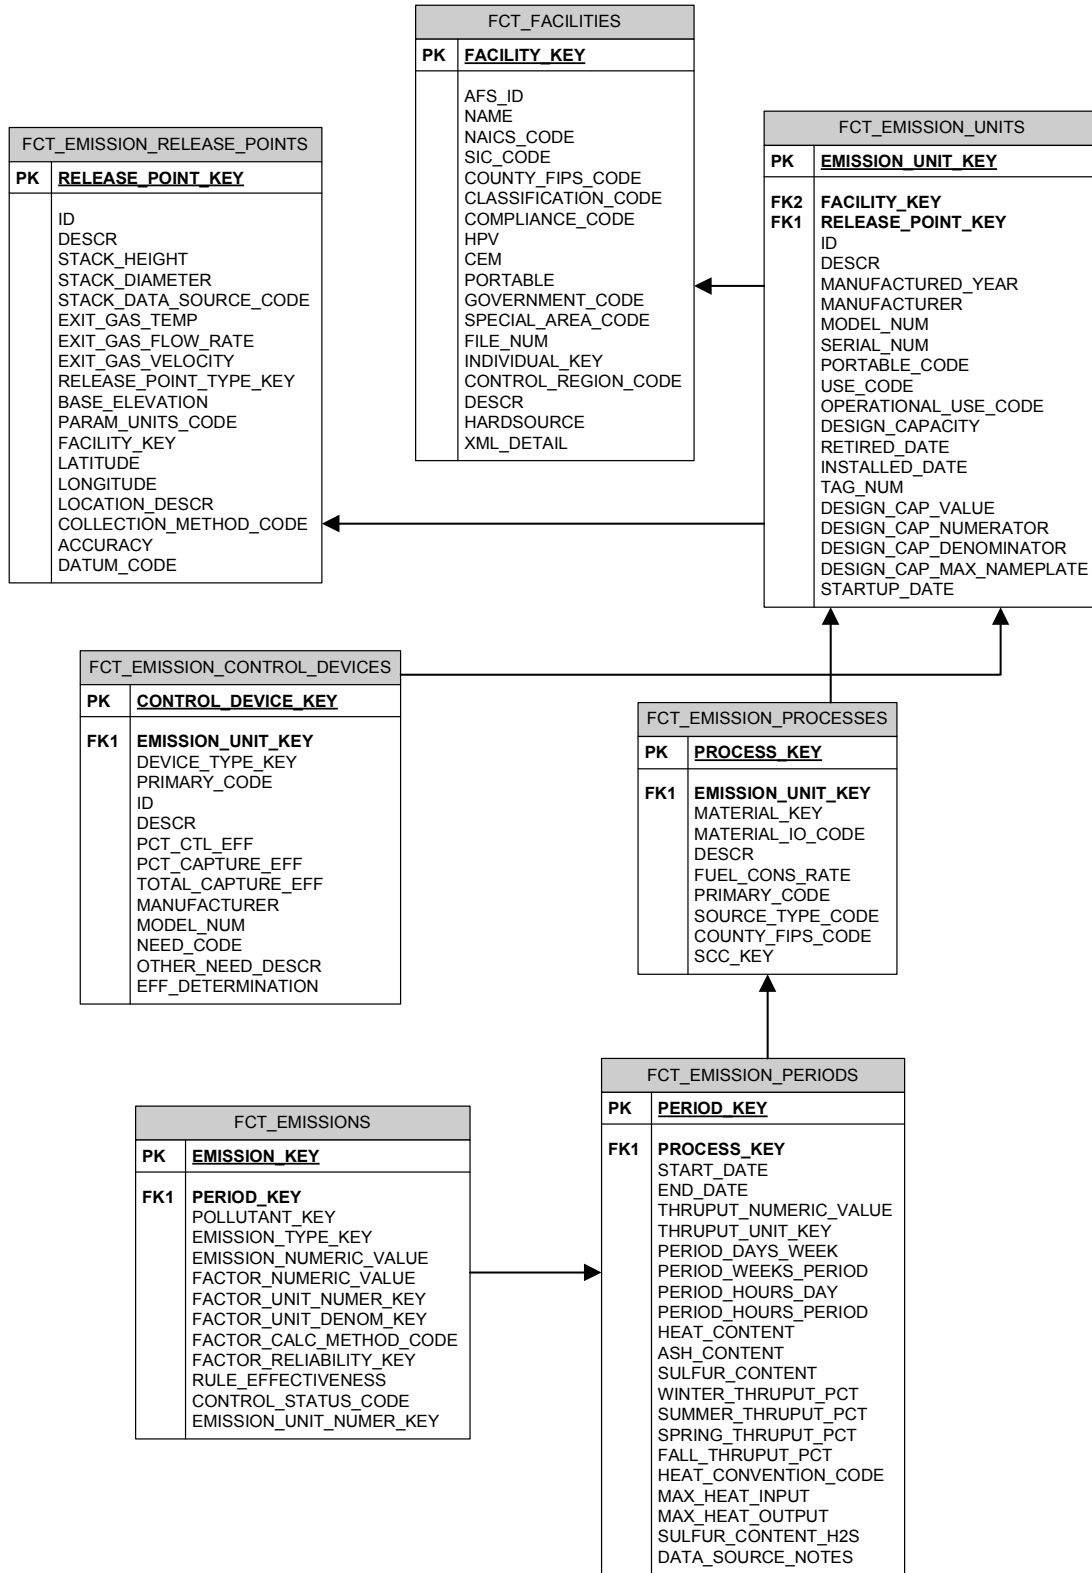 FCT_FACILITIES
PK FACILITY_KEY
AFS_ID
NAME
NAICS_CODE
SIC_CODE
COUNTY_FIPS_CODE
CLASSIFICATION_CODE
COMPLIANCE_CODE
HPV
CEM
PORTABLE
GOVERNMENT_CODE
SPECIAL_AREA_CODE
FILE_NUM
INDIVIDUAL_KEY
CONTROL_REGION_CODE
DESCR
HARDSOURCE
XML_DETAIL
FCT_EMISSION_RELEASE_POINTS
PK RELEASE_POINT_KEY
ID
DESCR
STACK_HEIGHT
STACK_DIAMETER
STACK_DATA_SOURCE_CODE
EXIT_GAS_TEMP
EXIT_GAS_FLOW_RATE
EXIT_GAS_VELOCITY
RELEASE_POINT_TYPE_KEY
BASE_ELEVATION
PARAM_UNITS_CODE
FACILITY_KEY
LATITUDE
LONGITUDE
LOCATION_DESCR
COLLECTION_METHOD_CODE
ACCURACY
DATUM_CODE
FCT_EMISSION_UNITS
PK EMISSION_UNIT_KEY
FK2 FACILITY_KEY
FK1 RELEASE_POINT_KEY
ID
DESCR
MANUFACTURED_YEAR
MANUFACTURER
MODEL_NUM
SERIAL_NUM
PORTABLE_CODE
USE_CODE
OPERATIONAL_USE_CODE
DESIGN_CAPACITY
RETIRED_DATE
INSTALLED_DATE
TAG_NUM
DESIGN_CAP_VALUE
DESIGN_CAP_NUMERATOR
DESIGN_CAP_DENOMINATOR
DESIGN_CAP_MAX_NAMEPLATE
STARTUP_DATE
FCT_EMISSION_CONTROL_DEVICES
PK CONTROL_DEVICE_KEY
FK1 EMISSION_UNIT_KEY
DEVICE_TYPE_KEY
PRIMARY_CODE
ID
DESCR
PCT_CTL_EFF
PCT_CAPTURE_EFF
TOTAL_CAPTURE_EFF
MANUFACTURER
MODEL_NUM
NEED_CODE
OTHER_NEED_DESCR
EFF_DETERMINATION
FCT_EMISSION_PROCESSES
PK PROCESS_KEY
FK1 EMISSION_UNIT_KEY
MATERIAL_KEY
MATERIAL_IO_CODE
DESCR
FUEL_CONS_RATE
PRIMARY_CODE
SOURCE_TYPE_CODE
COUNTY_FIPS_CODE
SCC_KEY
FCT_EMISSIONS
PK EMISSION_KEY
FK1 PERIOD_KEY
POLLUTANT_KEY
EMISSION_TYPE_KEY
EMISSION_NUMERIC_VALUE
FACTOR_NUMERIC_VALUE
FACTOR_UNIT_NUMER_KEY
FACTOR_UNIT_DENOM_KEY
FACTOR_CALC_METHOD_CODE
FACTOR_RELIABILITY_KEY
RULE_EFFECTIVENESS
CONTROL_STATUS_CODE
EMISSION_UNIT_NUMER_KEY
FCT_EMISSION_PERIODS
PK PERIOD_KEY
FK1 PROCESS_KEY
START_DATE
END_DATE
THRUPUT_NUMERIC_VALUE
THRUPUT_UNIT_KEY
PERIOD_DAYS_WEEK
PERIOD_WEEKS_PERIOD
PERIOD_HOURS_DAY
PERIOD_HOURS_PERIOD
HEAT_CONTENT
ASH_CONTENT
SULFUR_CONTENT
WINTER_THRUPUT_PCT
SUMMER_THRUPUT_PCT
SPRING_THRUPUT_PCT
FALL_THRUPUT_PCT
HEAT_CONVENTION_CODE
MAX_HEAT_INPUT
MAX_HEAT_OUTPUT
SULFUR_CONTENT_H2S
DATA_SOURCE_NOTES